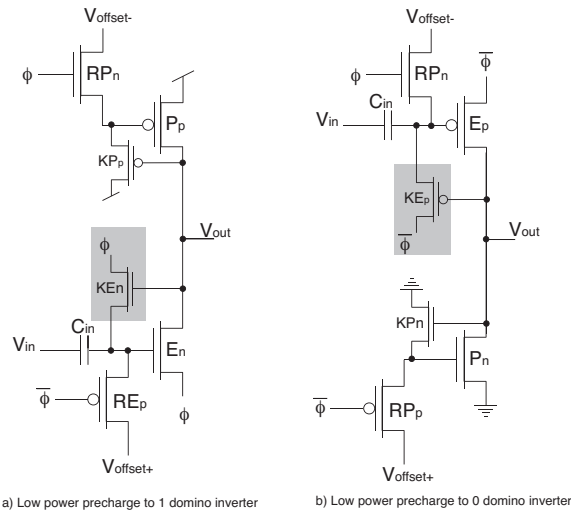 Voffset-
ϕ
RPn
Pp
KPp
Vout
ϕ
KEn
Cin
Vin
En
ϕ̅
REp
ϕ
Voffset+
a) Low power precharge to 1 domino inverter
Voffset-
ϕ
RPn
ϕ̅
Cin
Vin
Ep
KEp
ϕ̅
Vout
KPn
Pn
ϕ̅
RPp
Voffset+
b) Low power precharge to 0 domino inverter